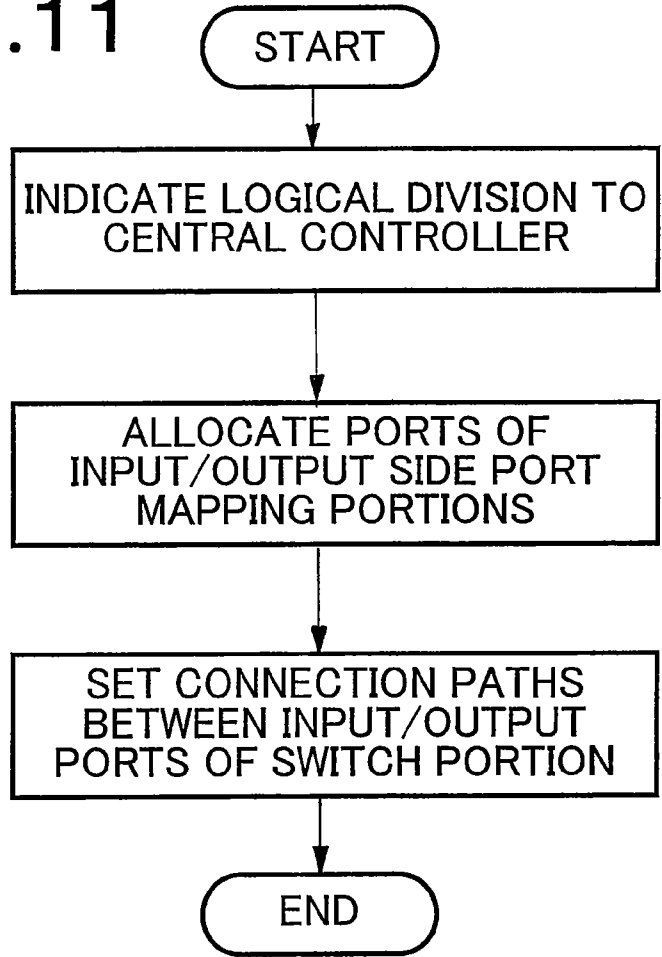 .11
START
INDICATE LOGICAL DIVISION TO
CENTRAL CONTROLLER
ALLOCATE PORTS OF
INPUT/OUTPUT SIDE PORT
MAPPING PORTIONS
SET CONNECTION PATHS
BETWEEN INPUT/OUTPUT
PORTS OF SWITCH PORTION
END